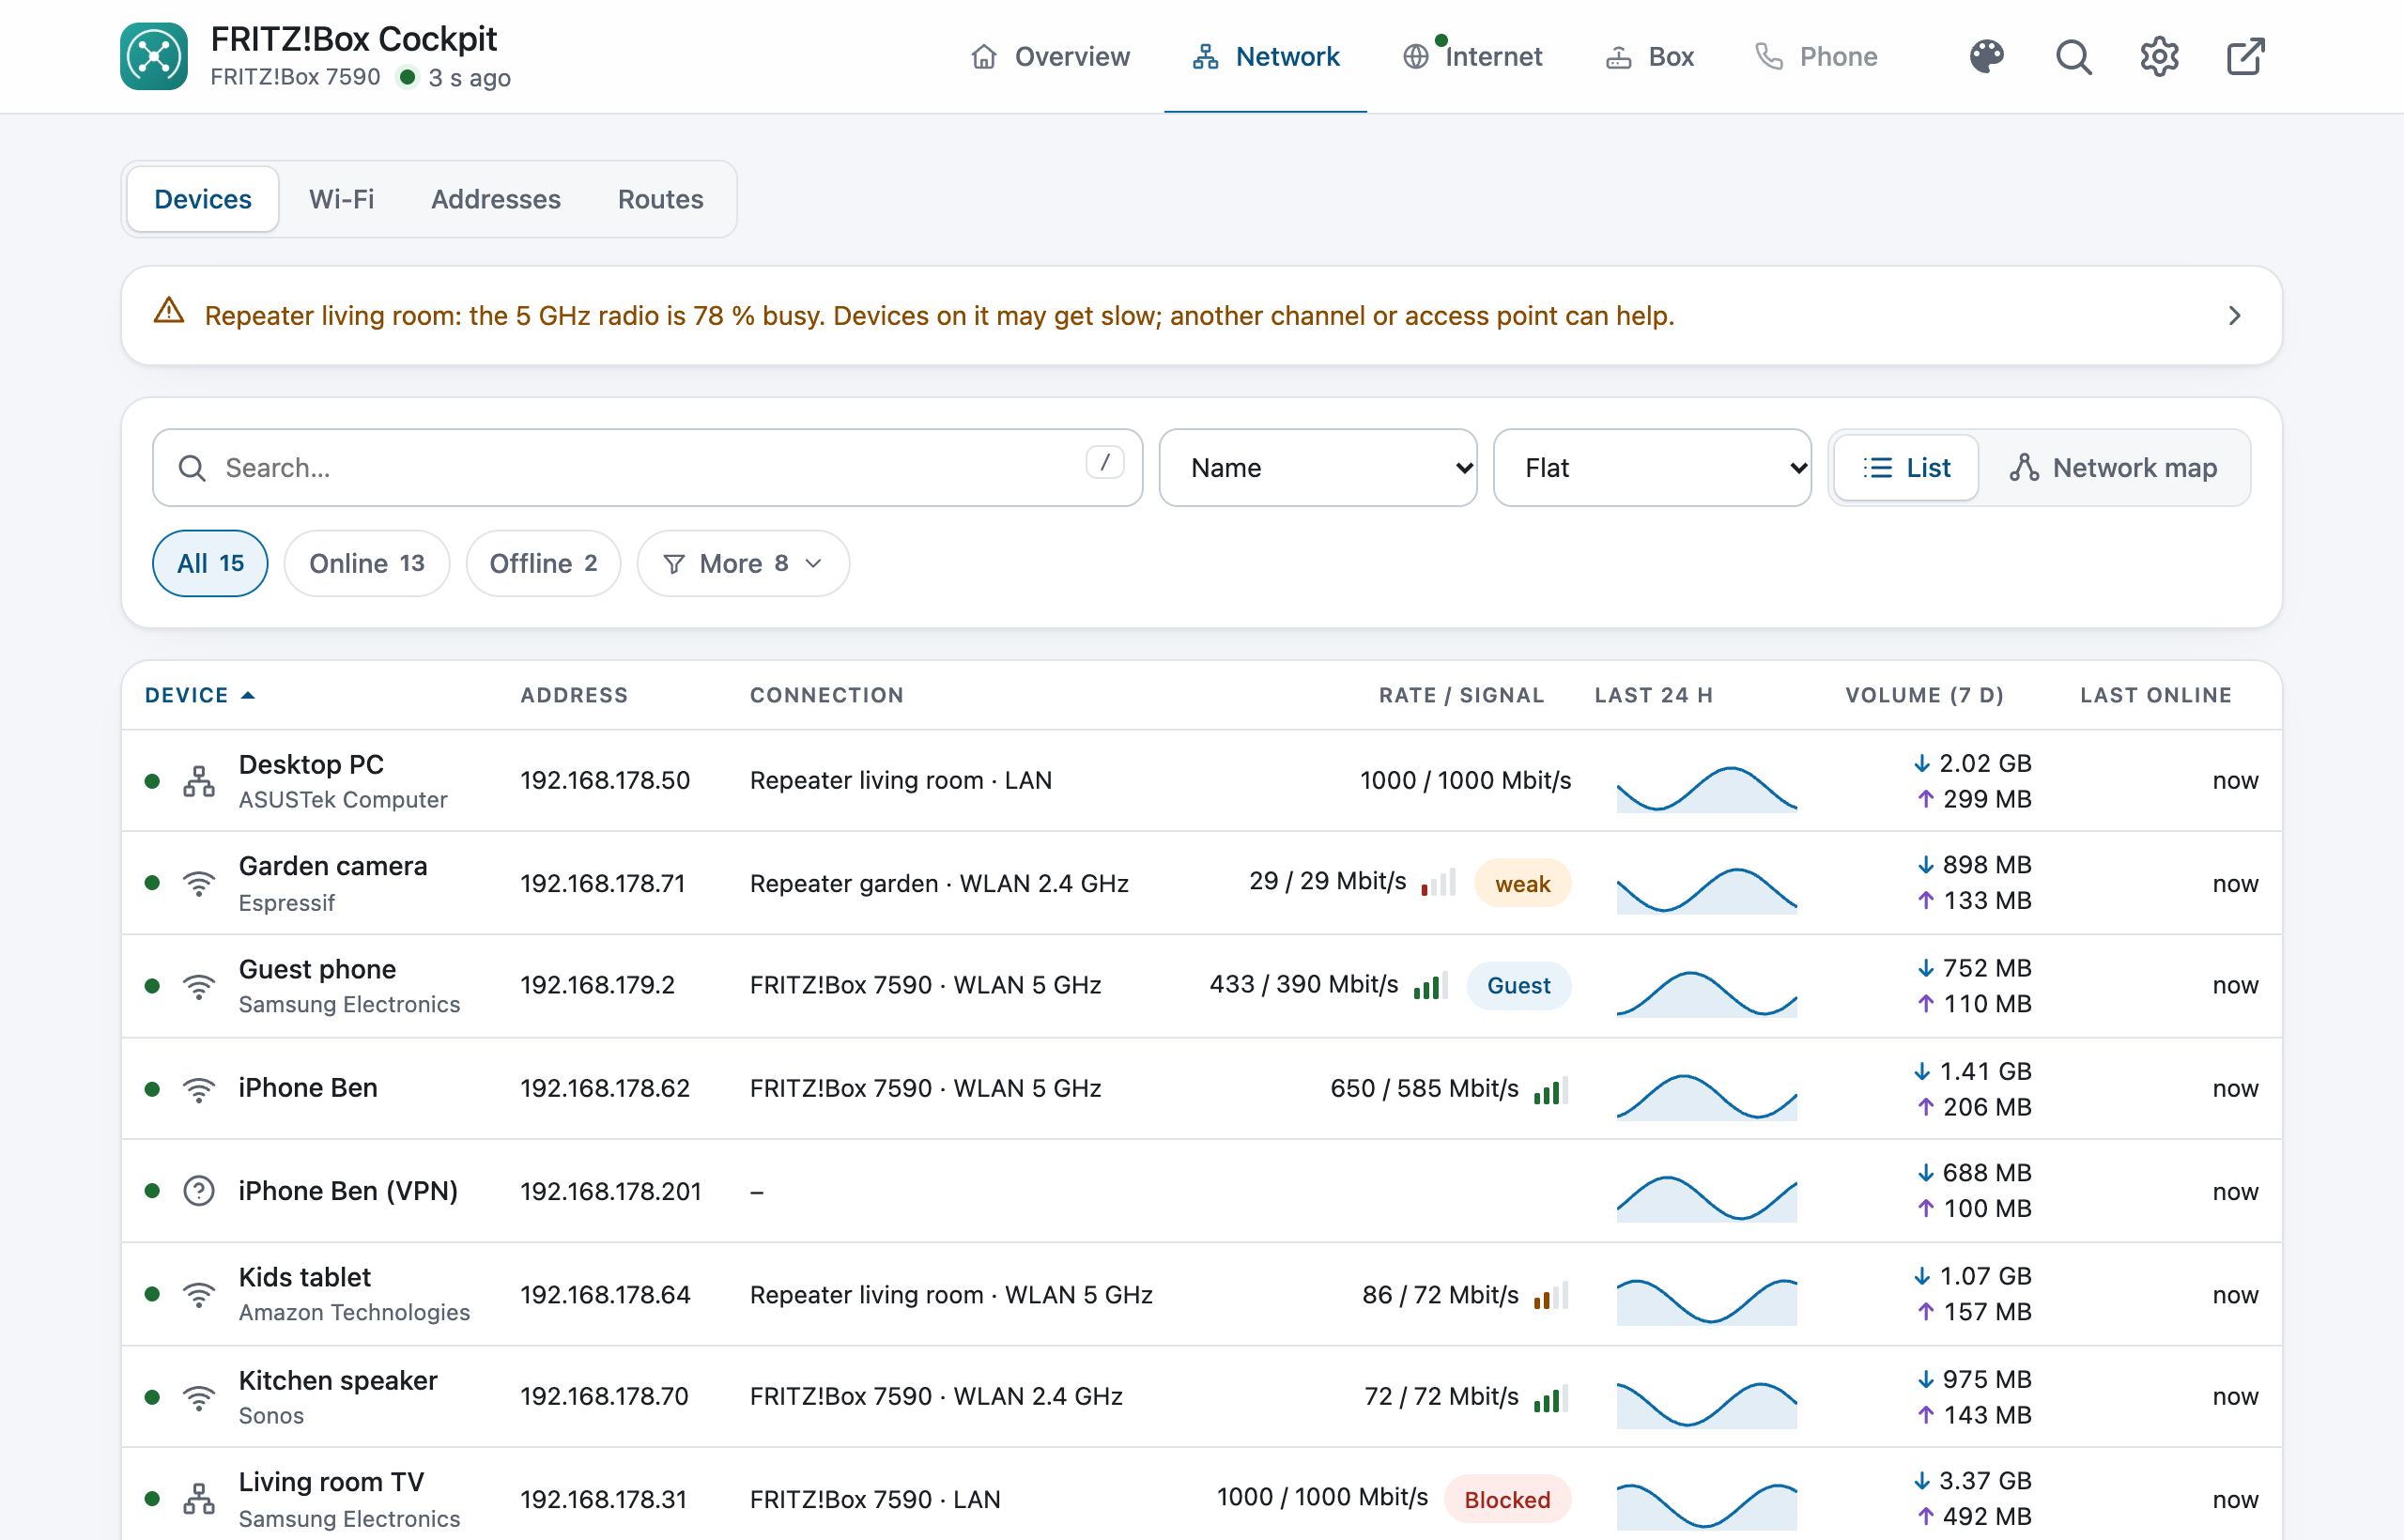 FRITZ!Box Cockpit
FRITZ!Box 7590 3 s ago
Overview Network Internet Box Phone
Devices Wi-Fi Addresses Routes
Repeater living room: the 5 GHz radio is 78 % busy. Devices on it may get slow; another channel or access point can help.
Search... / Name Flat List Network map
All 15 Online 13 Offline 2 More 8
DEVICE ADDRESS CONNECTION RATE / SIGNAL LAST 24 H VOLUME (7 D) LAST ONLINE
Desktop PC
ASUSTek Computer
192.168.178.50 Repeater living room · LAN 1000 / 1000 Mbit/s
↓ 2.02 GB
↑ 299 MB
now
Garden camera
Espressif
192.168.178.71 Repeater garden · WLAN 2.4 GHz 29 / 29 Mbit/s weak
↓ 898 MB
↑ 133 MB
now
Guest phone
Samsung Electronics
192.168.179.2 FRITZ!Box 7590 · WLAN 5 GHz 433 / 390 Mbit/s Guest
↓ 752 MB
↑ 110 MB
now
iPhone Ben
192.168.178.62 FRITZ!Box 7590 · WLAN 5 GHz 650 / 585 Mbit/s
↓ 1.41 GB
↑ 206 MB
now
iPhone Ben (VPN)
192.168.178.201 –
↓ 688 MB
↑ 100 MB
now
Kids tablet
Amazon Technologies
192.168.178.64 Repeater living room · WLAN 5 GHz 86 / 72 Mbit/s
↓ 1.07 GB
↑ 157 MB
now
Kitchen speaker
Sonos
192.168.178.70 FRITZ!Box 7590 · WLAN 2.4 GHz 72 / 72 Mbit/s
↓ 975 MB
↑ 143 MB
now
Living room TV
Samsung Electronics
192.168.178.31 FRITZ!Box 7590 · LAN 1000 / 1000 Mbit/s Blocked
↓ 3.37 GB
↑ 492 MB
now